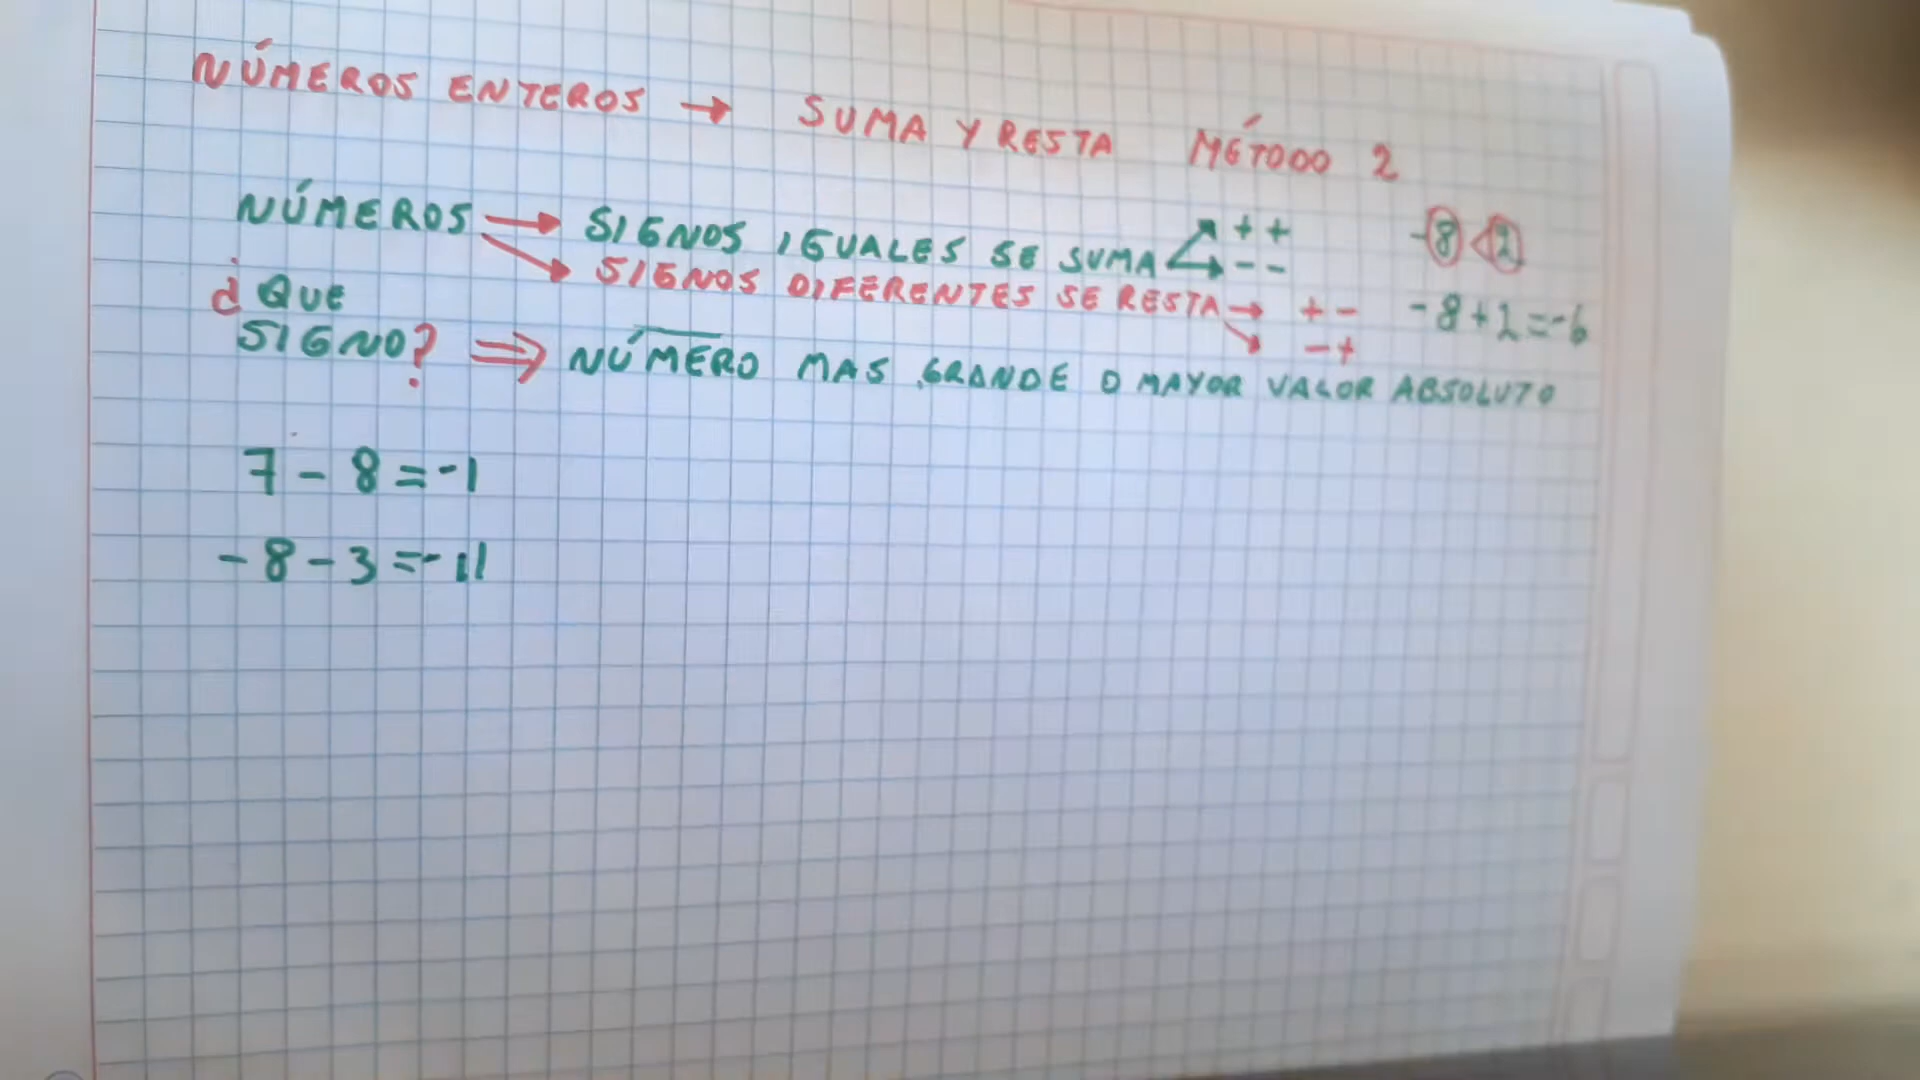 NÚMEROS ENTEROS → SUMA Y RESTA MÉTODO 2
NÚMEROS → SIGNOS IGUALES SE SUMA + +
- -
SIGNOS DIFERENTES SE RESTA → + -
- +
¿QUE
SIGNO? ⇒ NÚMERO MAS GRANDE O MAYOR VALOR ABSOLUTO
-8 < 2
-8+2=-6
7-8=-1
-8-3=-11